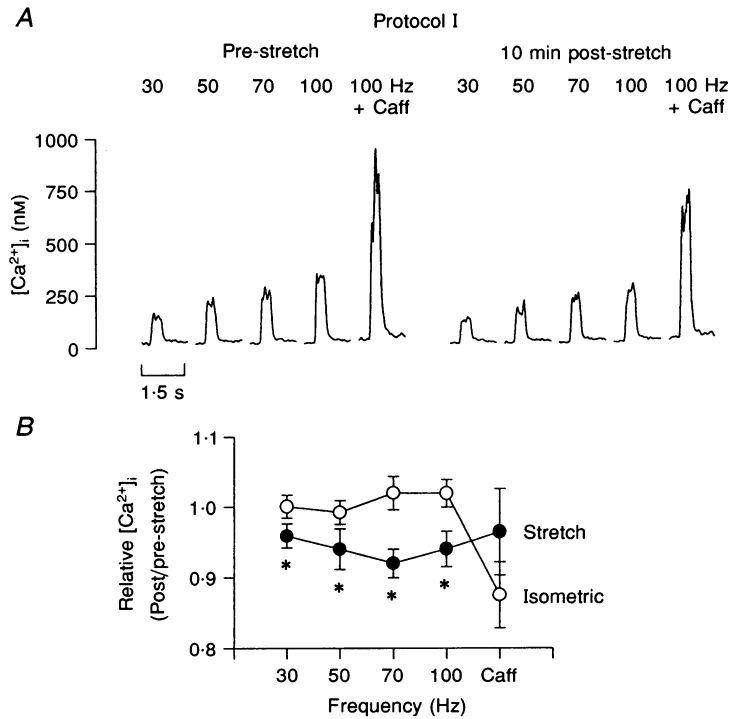 A
Protocol I
Pre-stretch
10 min post-stretch
30 50 70 100 100 Hz + Caff
30 50 70 100 100 Hz + Caff
[Ca²⁺]ᵢ (nM)
1000
750
500
250
0
1·5 s
B
Relative [Ca²⁺]ᵢ
(Post/pre-stretch)
1·1
1·0
0·9
0·8
* * * *
Stretch
Isometric
30 50 70 100 Caff
Frequency (Hz)